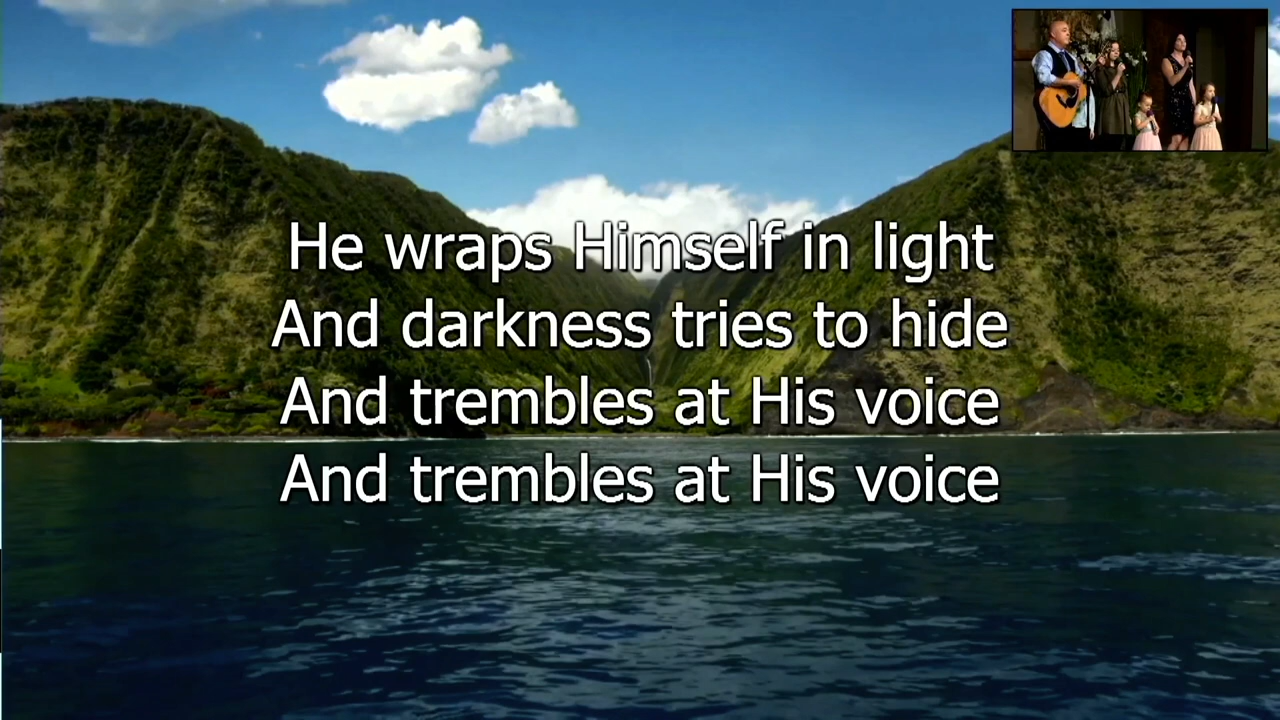 He wraps Himself in light
And darkness tries to hide
And trembles at His voice
And trembles at His voice